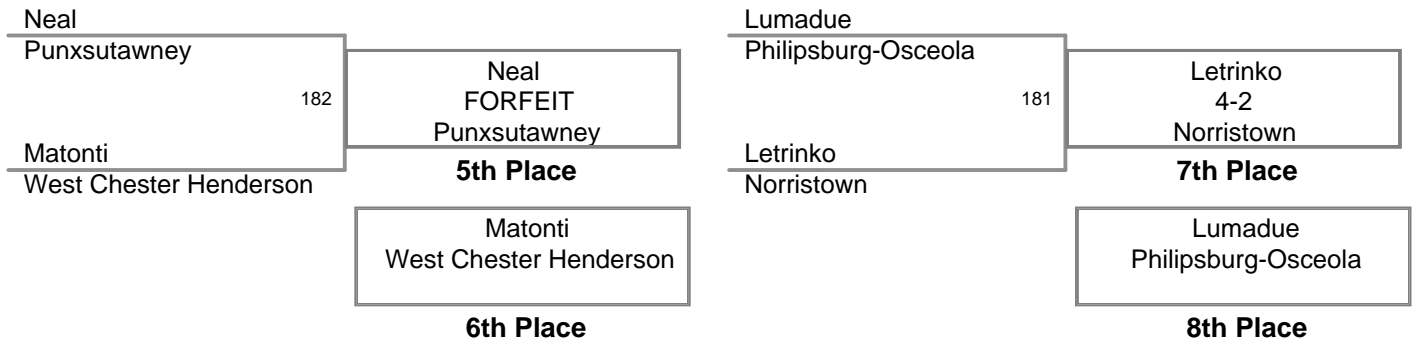 Neal
Punxsutawney
182
Matonti
West Chester Henderson
Neal
FORFEIT
Punxsutawney
5th Place
Matonti
West Chester Henderson
6th Place
Lumadue
Philipsburg-Osceola
181
Letrinko
Norristown
Letrinko
4-2
Norristown
7th Place
Lumadue
Philipsburg-Osceola
8th Place